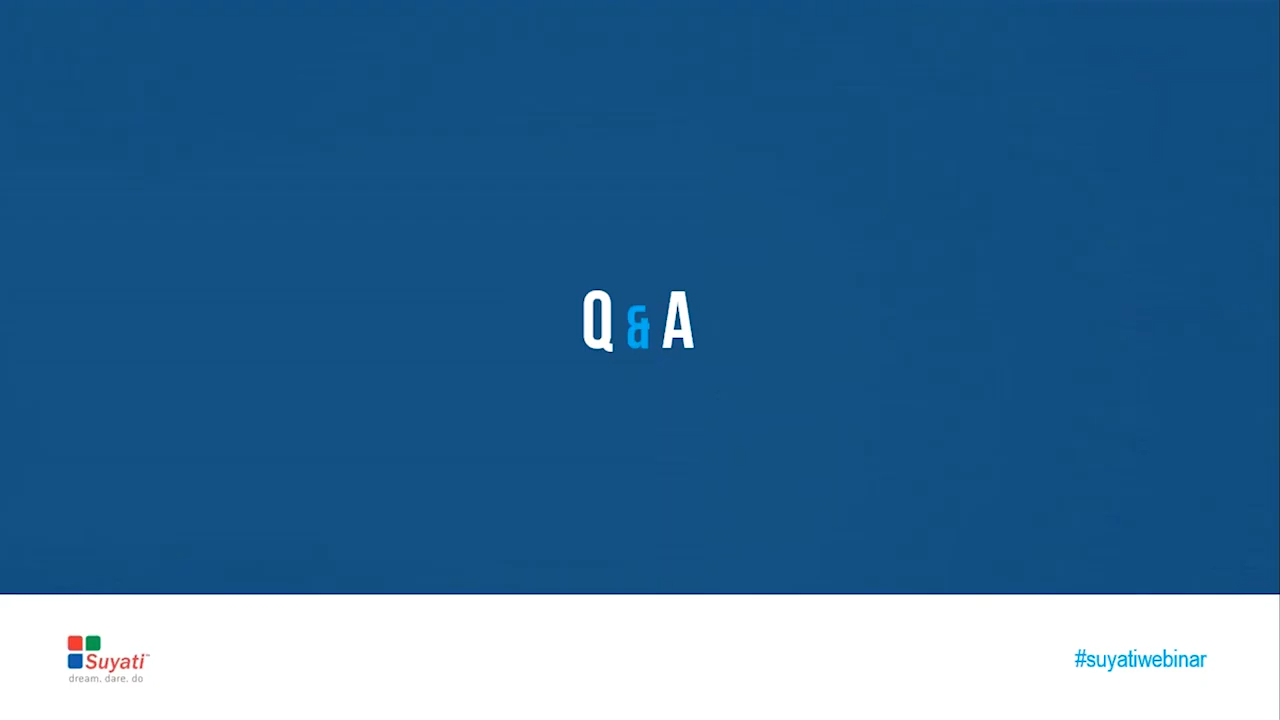 Q & A
Suyati™
dream. dare. do
#suyatiwebinar